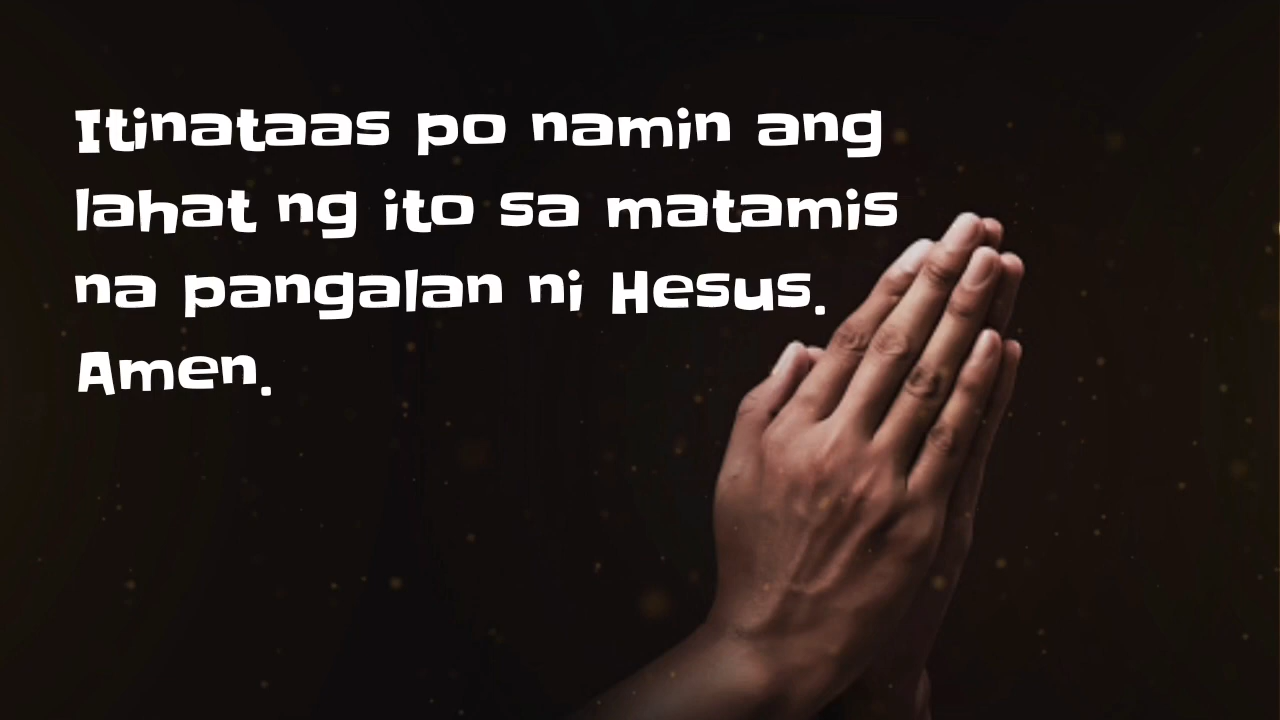 Itinataas po namin ang
lahat ng ito sa matamis
na pangalan ni Hesus.
Amen.